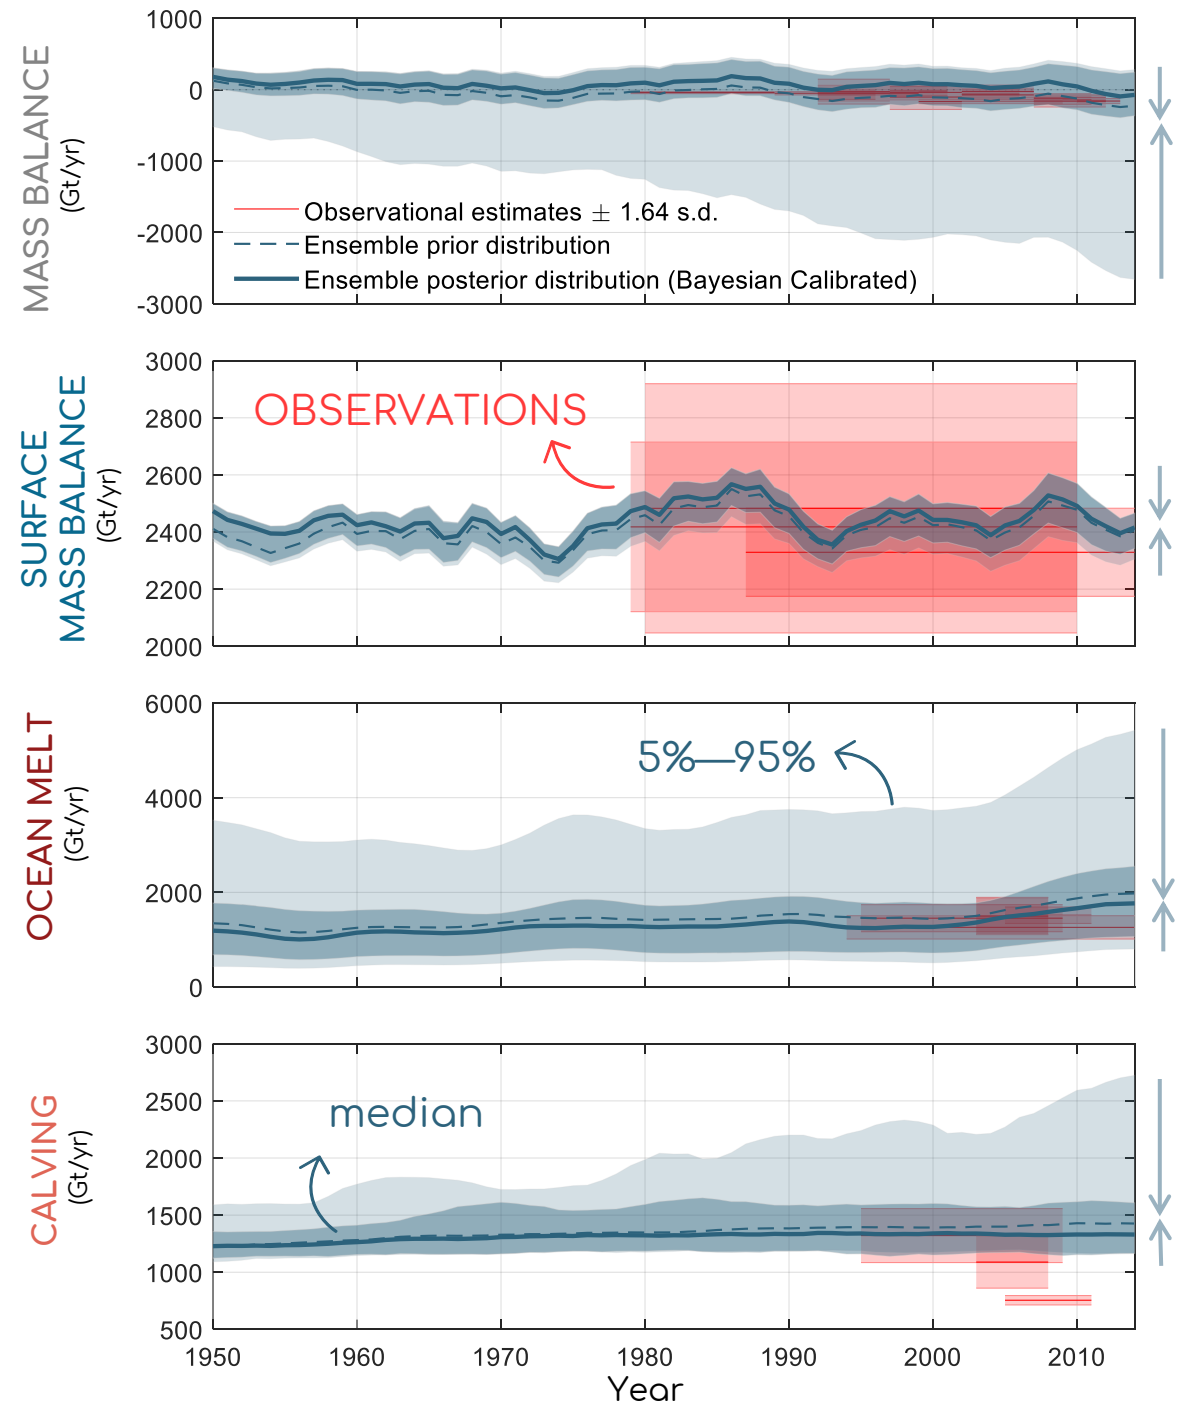 MASS BALANCE
(Gt/yr)
1000
0
-1000
-2000
-3000
Observational estimates ± 1.64 s.d.
Ensemble prior distribution
Ensemble posterior distribution (Bayesian Calibrated)
SURFACE
MASS BALANCE
(Gt/yr)
3000
2800
2600
2400
2200
2000
OBSERVATIONS
OCEAN MELT
(Gt/yr)
6000
4000
2000
0
5%—95%
CALVING
(Gt/yr)
3000
2500
2000
1500
1000
500
median
1950 1960 1970 1980 1990 2000 2010
Year